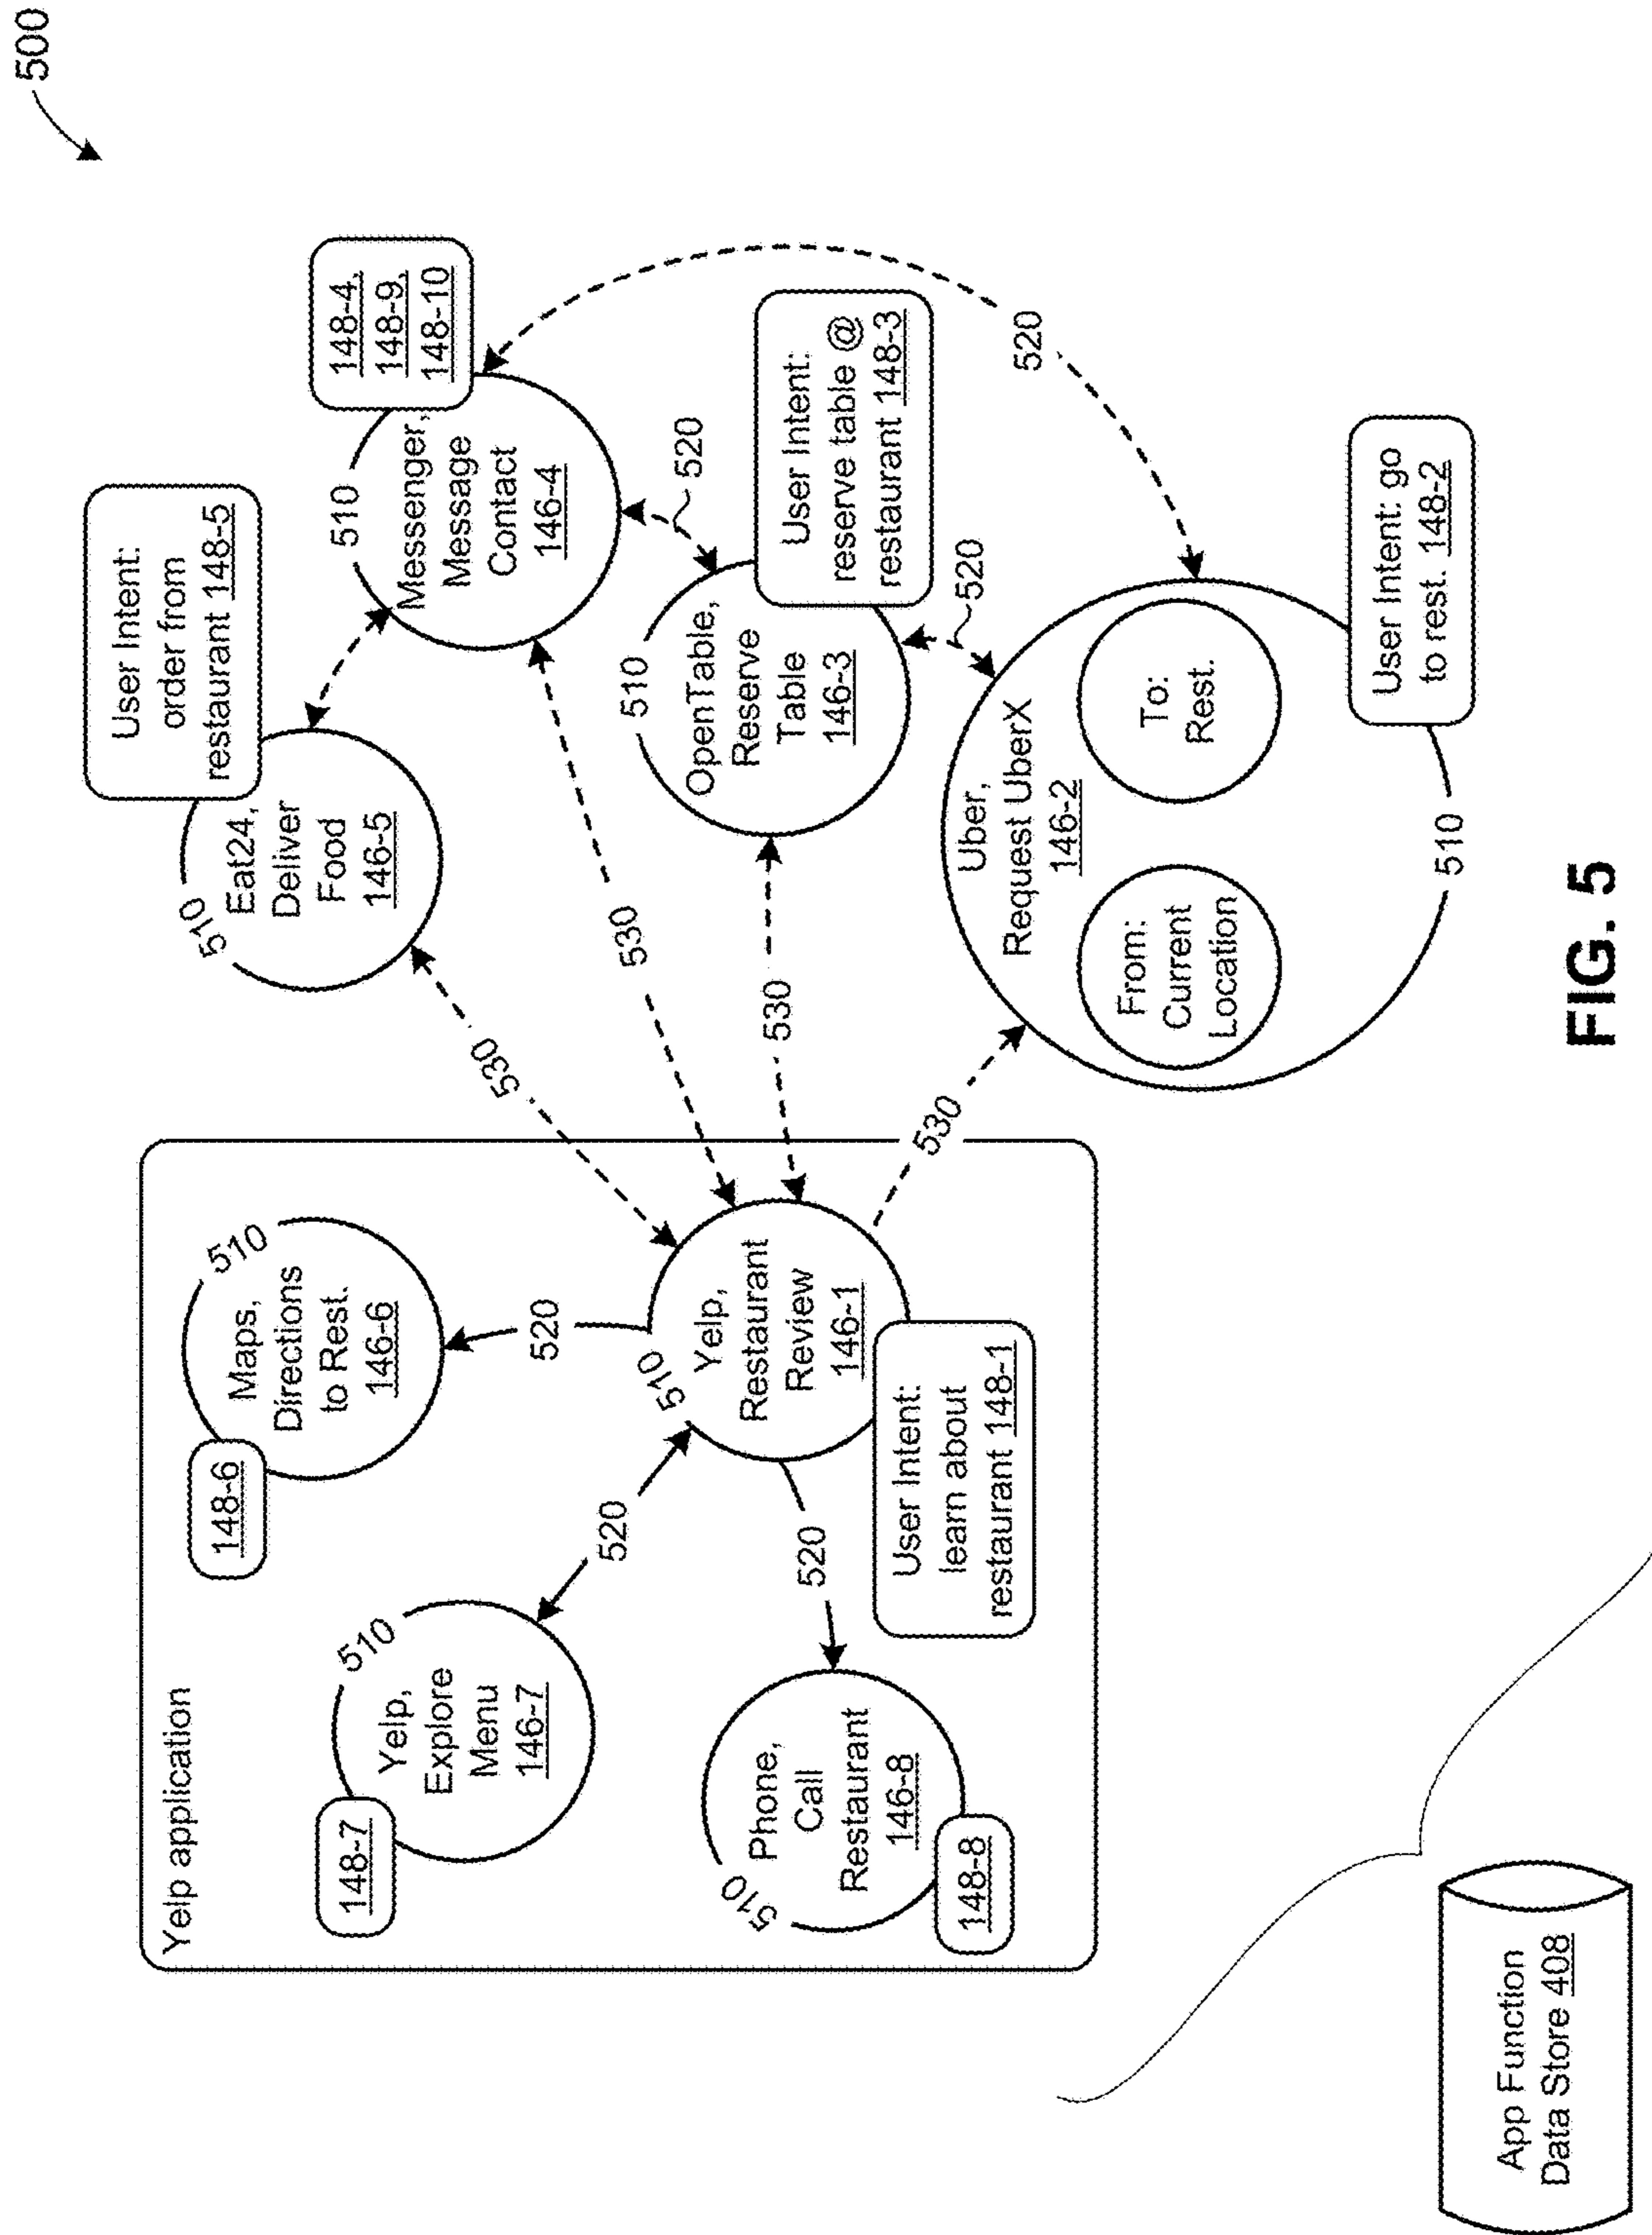 500
Yelp application
148-7
510
Yelp,
Explore
Menu
146-7
148-6
510
Maps,
Directions
to Rest.
146-6
520
520
510
Phone,
Call
Restaurant
146-8
148-8
520
510
Yelp,
Restaurant
Review
146-1
User Intent:
learn about
restaurant 148-1
530
530
530
530
510
Eat24,
Deliver
Food
146-5
User Intent:
order from
restaurant 148-5
510
Messenger,
Message
Contact
146-4
148-4,
148-9,
148-10
520
510
OpenTable,
Reserve
Table
146-3
User Intent:
reserve table @
restaurant 148-3
520
520
Uber,
Request UberX
146-2
From:
Current
Location
To:
Rest.
510
User Intent: go
to rest. 148-2
App Function
Data Store 408
FIG. 5